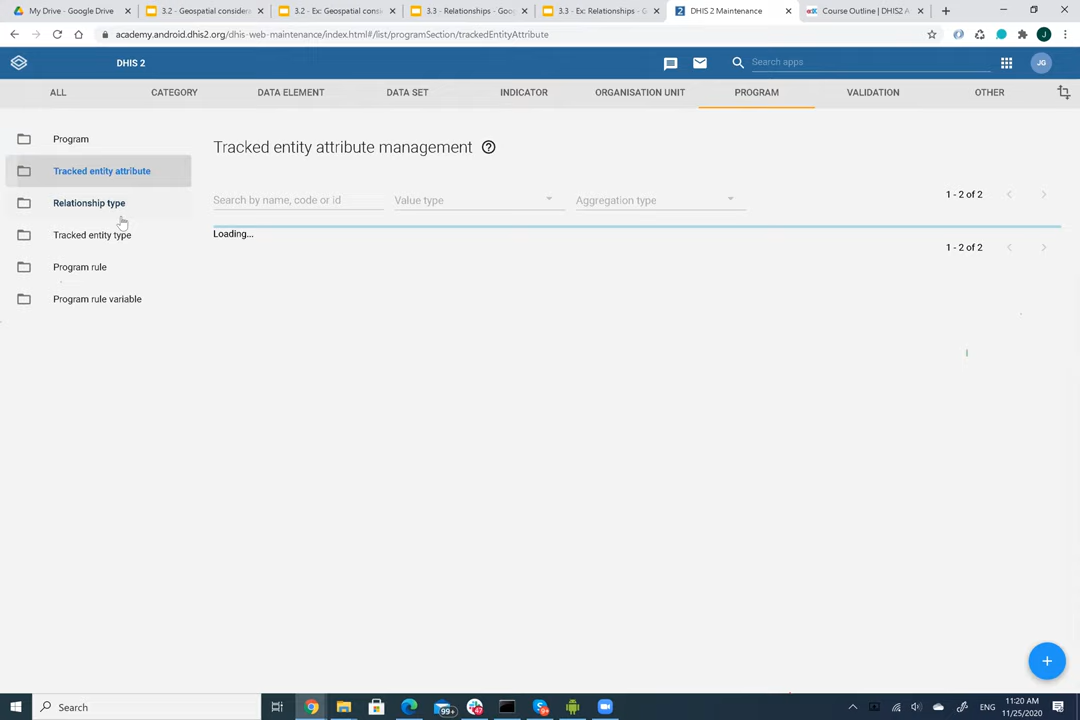 My Drive - Google Drive
3.2 - Geospatial considera
3.2 - Ex: Geospatial consi
3.3 - Relationships - Goo
3.3 - Ex: Relationships - G
DHIS 2 Maintenance
Course Outline | DHIS2 A
academy.android.dhis2.org/dhis-web-maintenance/index.html#/list/programSection/trackedEntityAttribute
DHIS 2
Search apps
JG
ALL
CATEGORY
DATA ELEMENT
DATA SET
INDICATOR
ORGANISATION UNIT
PROGRAM
VALIDATION
OTHER
Program
Tracked entity attribute
Relationship type
Tracked entity type
Program rule
Program rule variable
Tracked entity attribute management
Search by name, code or id
Value type
Aggregation type
1 - 2 of 2
Loading...
1 - 2 of 2
Search
99+
ENG
11:20 AM
11/25/2020